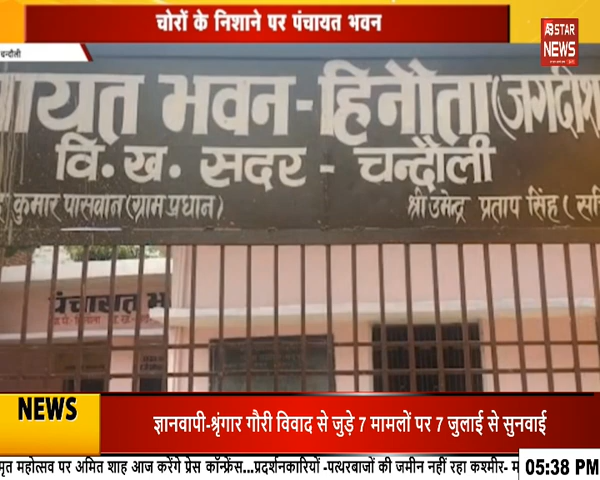 चोरों के निशाने पर पंचायत भवन
STAR
NEWS
चन्दौली
भवन-हिनौता(
वि. ख. सदर - चन्दौली
कुमार पासवान (ग्राम प्रधान)
श्री उमेन्द्र प्रताप सिंह (
पंचायत
NEWS
ज्ञानवापी-श्रृंगार गौरी विवाद से जुड़े 7 मामलों पर 7 जुलाई से सुनवाई
महोत्सव पर अमित शाह आज करेंगे प्रेस कॉन्फ्रेंस...प्रदर्शनकारियों -पत्थरबाजों की जमीन नहीं रहा कश्मीर-
05:38 PM